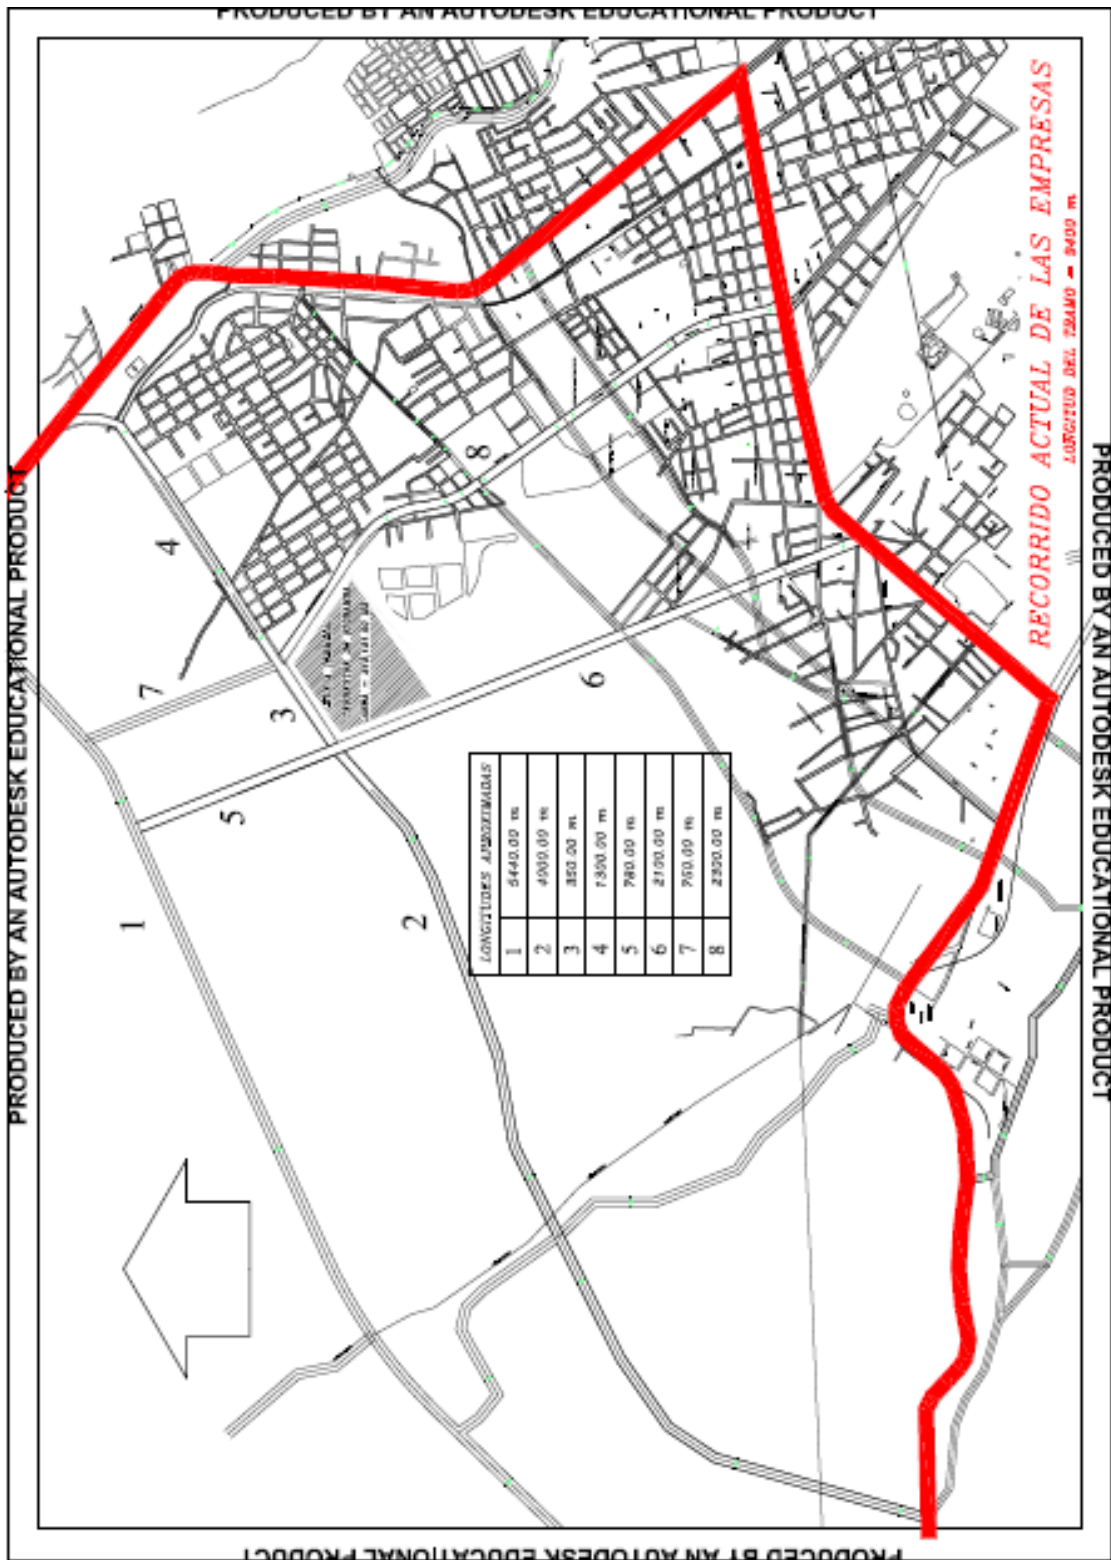 PRODUCED BY AN AUTODESK EDUCATIONAL PRODUCT
RECORRIDO ACTUAL DE LAS EMPRESAS
LONGITUD DEL TRAMO = 9400 m
LONGITUDES APROXIMADAS
1 5440.00 m
2 4900.00 m
3 350.00 m
4 1300.00 m
5 780.00 m
6 2100.00 m
7 750.00 m
8 2300.00 m
1
2
3
4
5
6
7
8
PRODUCED BY AN AUTODESK EDUCATIONAL PRODUCT
PRODUCED BY AN AUTODESK EDUCATIONAL PRODUCT
PRODUCED BY AN AUTODESK EDUCATIONAL PRODUCT